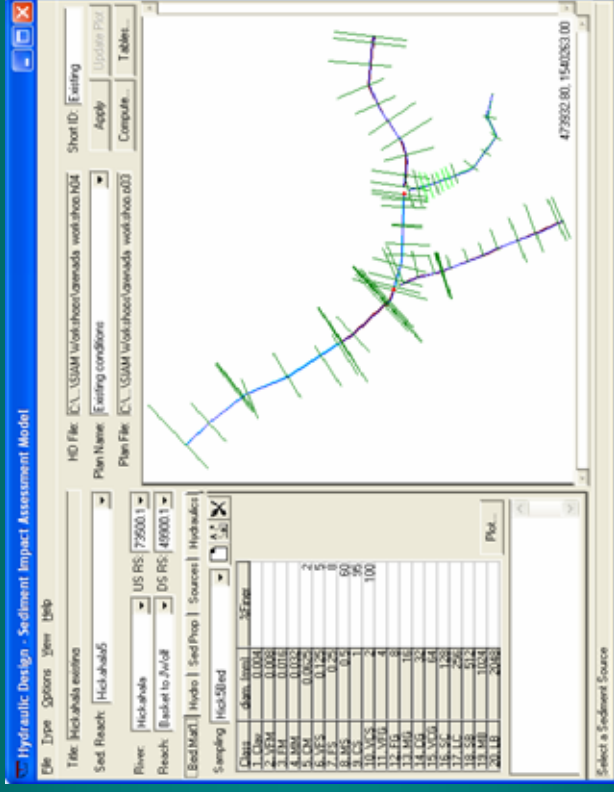 Hydraulic Design - Sediment Impact Assessment Model
File Type Options View Help
Title: Hickahala existing
HD File: C:\...\SIAM Workshops\grenada workshop.h04
Short ID: Existing
Sed. Reach: Hickahala5
Plan Name: Existing conditions
Apply
Update Plot
Plan File: C:\...\SIAM Workshops\grenada workshop.p03
Compute...
Tables...
River: Hickahala
US RS: 73500.1
Reach: Basket to JWolf
DS RS: 49900.1
Bed Mat'l. Hydro Sed Prop Sources Hydraulics
Sampling Hick5Bed
Class diam. (mm) %Finer
1. Clay 0.004
2. VFM 0.008
3. FM 0.016
4. MM 0.032
5. CM 0.0625 2
6. VFS 0.125 5
7. FS 0.25 8
8. MS 0.5 60
9. CS 1 95
10. VCS 2 100
11. VFG 4
12. FG 8
13. MG 16
14. CG 32
15. VCG 64
16. SC 128
17. LC 256
18. SB 512
19. MB 1024
20. LB 2048
Plot...
473932.80, 1540263.00
Select a Sediment Source